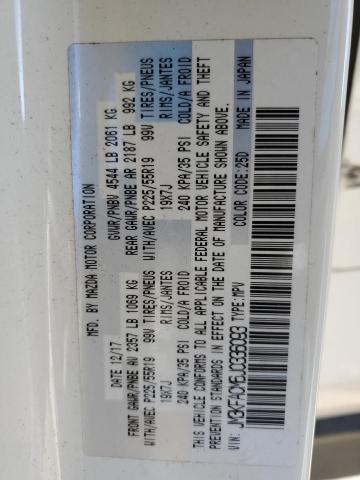 MFD. BY MAZDA MOTOR CORPORATION
DATE 12/17 GVWR/PNBV 4544 LB 2061 KG
FRONT GAWR/PNBE AV 2357 LB 1069 KG REAR GAWR/PNBE AR 2187 LB 992 KG
WITH/AVEC P225/55R19 99V TIRES/PNEUS WITH/AVEC P225/55R19 99V TIRES/PNEUS
19X7J RIMS/JANTES 19X7J RIMS/JANTES
240 KPA/35 PSI COLD/A FROID 240 KPA/35 PSI COLD/A FROID
THIS VEHICLE CONFORMS TO ALL APPLICABLE FEDERAL MOTOR VEHICLE SAFETY AND THEFT
PREVENTION STANDARDS IN EFFECT ON THE DATE OF MANUFACTURE SHOWN ABOVE.
VIN: JM3KFADM5J0336093 TYPE:MPV COLOR CODE:25D MADE IN JAPAN